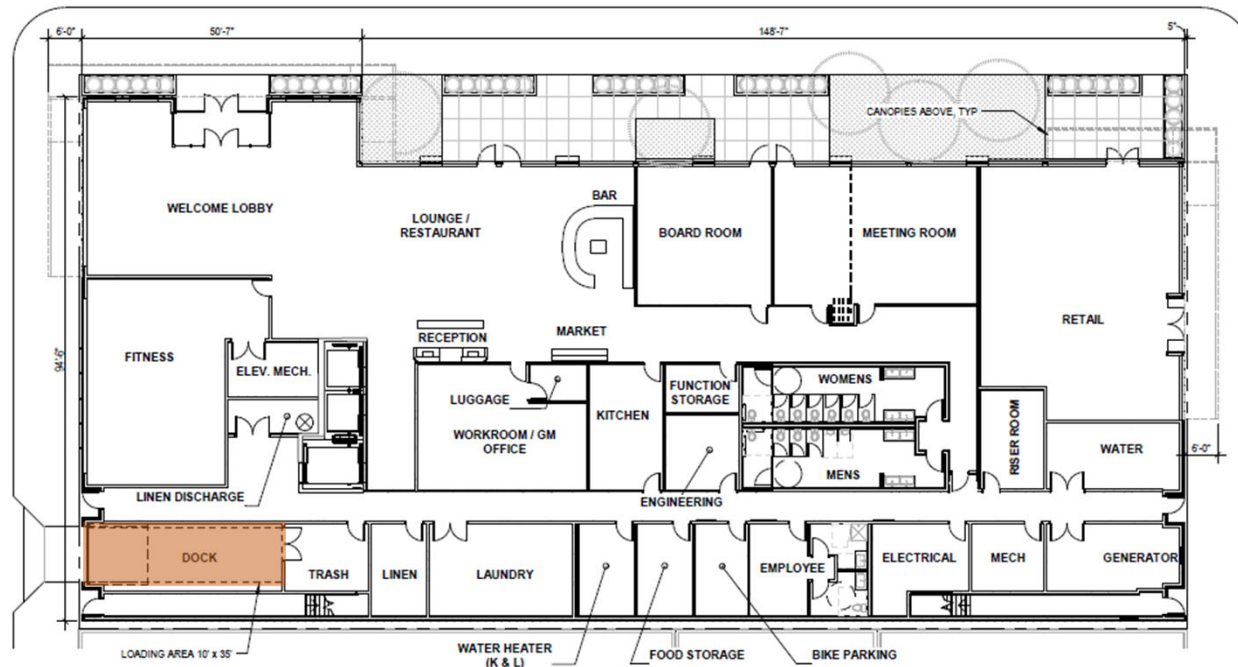 6'-0"
50'-7"
148'-7"
5"
CANOPIES ABOVE, TYP
WELCOME LOBBY
LOUNGE /
RESTAURANT
BAR
BOARD ROOM
MEETING ROOM
RETAIL
94'-6"
FITNESS
ELEV. MECH.
RECEPTION
MARKET
LUGGAGE
KITCHEN
FUNCTION
STORAGE
WOMENS
WORKROOM / GM
OFFICE
MENS
RISER ROOM
WATER
6'-0"
LINEN DISCHARGE
ENGINEERING
DOCK
TRASH
LINEN
LAUNDRY
EMPLOYEE
ELECTRICAL
MECH
GENERATOR
LOADING AREA 10' x 35'
WATER HEATER
(K & L)
FOOD STORAGE
BIKE PARKING